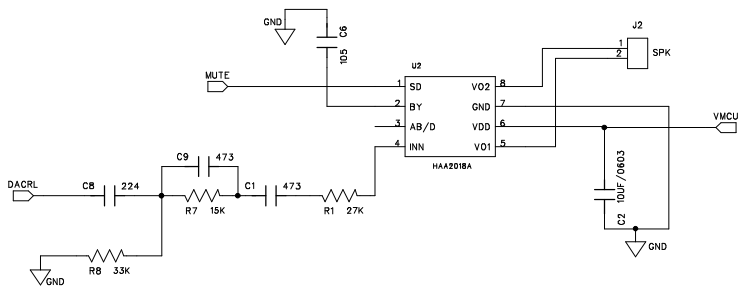 GND
C6
105
J2
1
2
SPK
U2
MUTE
1 SD VO2 8
2 BY GND 7
3 AB/D VDD 6
4 INN VO1 5
HAA2018A
VMCU
10UF/0603
C2
GND
C9 473
DACRL
C8 224
R7 15K
C1 473
R1 27K
R8 33K
GND